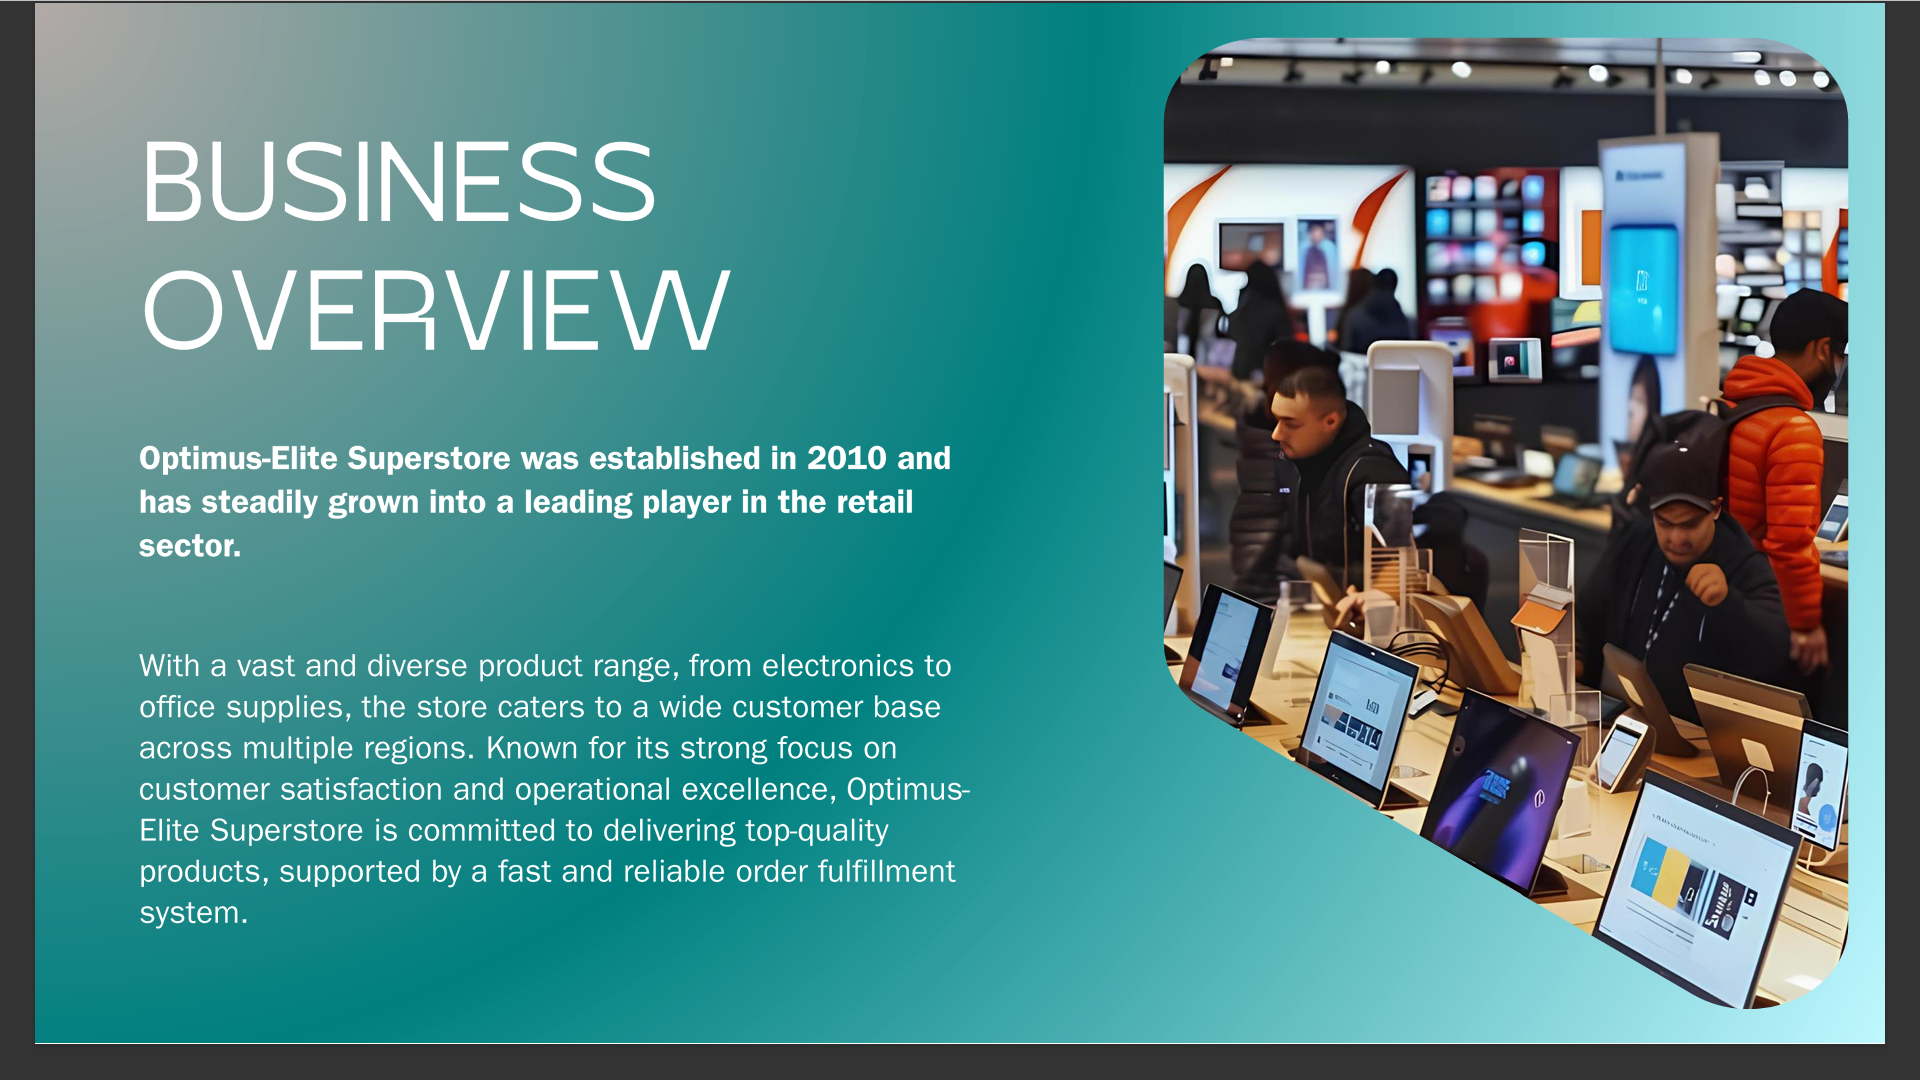 BUSINESS
OVERVIEW
Optimus-Elite Superstore was established in 2010 and
has steadily grown into a leading player in the retail
sector.
With a vast and diverse product range, from electronics to
office supplies, the store caters to a wide customer base
across multiple regions. Known for its strong focus on
customer satisfaction and operational excellence, Optimus-
Elite Superstore is committed to delivering top-quality
products, supported by a fast and reliable order fulfillment
system.